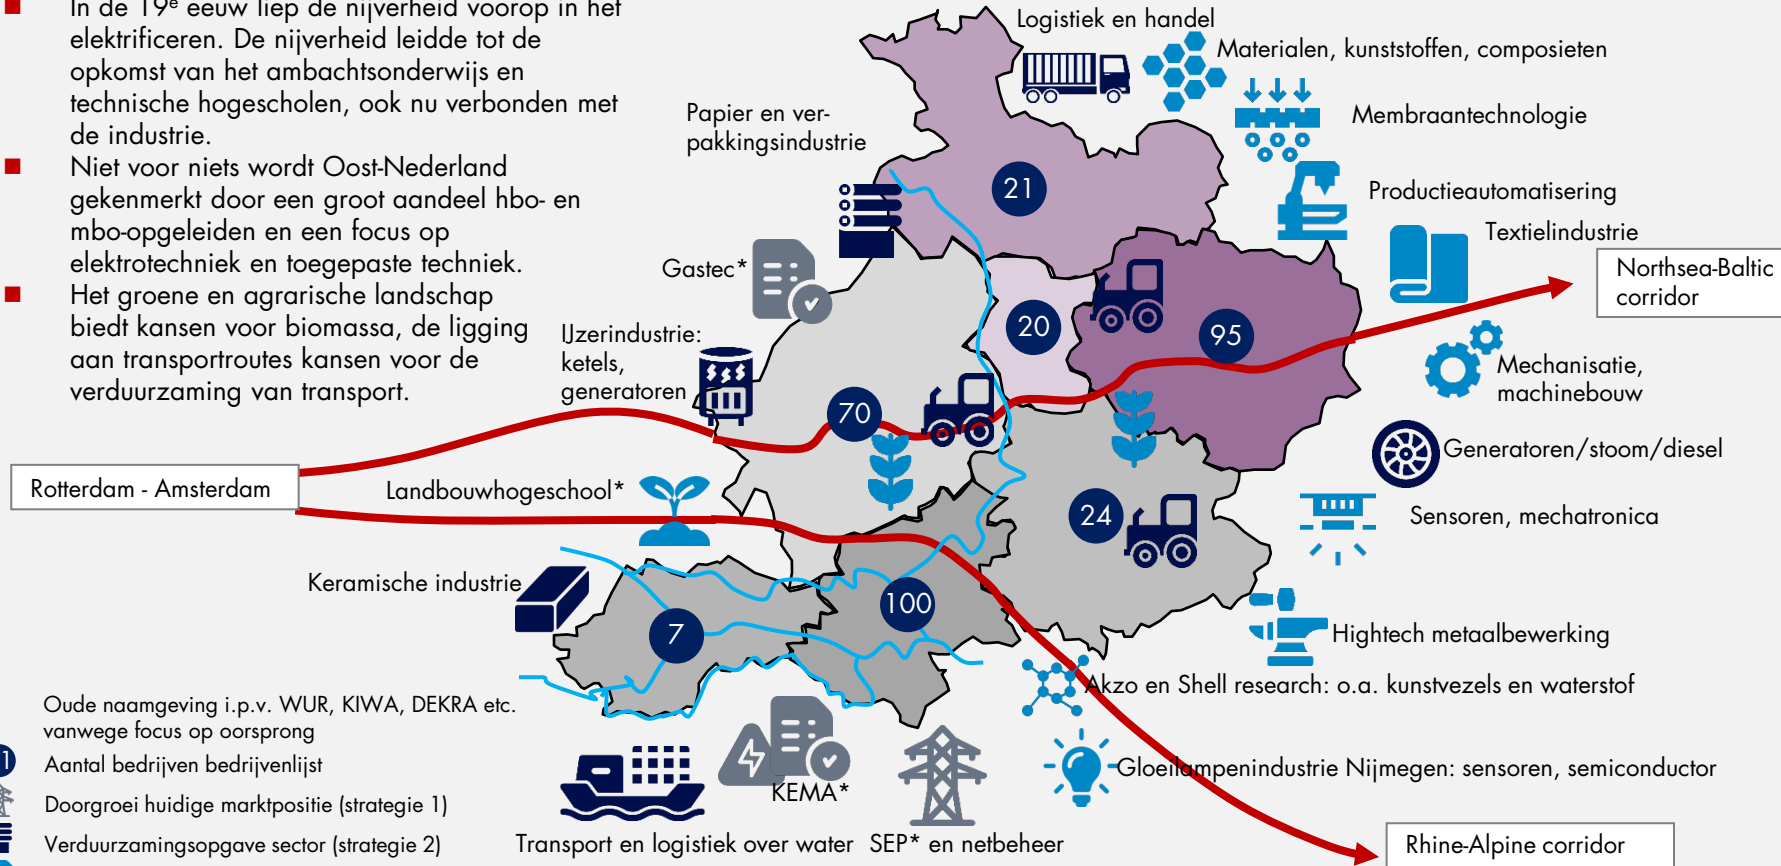 In de 19e eeuw liep de nijverheid voorop in het
elektrificeren. De nijverheid leidde tot de
opkomst van het ambachtsonderwijs en
technische hogescholen, ook nu verbonden met
de industrie.
Niet voor niets wordt Oost-Nederland
gekenmerkt door een groot aandeel hbo- en
mbo-opgeleiden en een focus op
elektrotechniek en toegepaste techniek.
Het groene en agrarische landschap
biedt kansen voor biomassa, de ligging
aan transportroutes kansen voor de
verduurzaming van transport.
Logistiek en handel
Materialen, kunststoffen, composieten
Papier en ver-
pakkingsindustrie
Membraantechnologie
21
Productieautomatisering
Textielindustrie
Gastec*
Northsea-Baltic
corridor
IJzerindustrie:
ketels,
generatoren
20
95
Mechanisatie,
machinebouw
70
Generatoren/stoom/diesel
Rotterdam - Amsterdam
Landbouwhogeschool*
24
Sensoren, mechatronica
Keramische industrie
100
7
Hightech metaalbewerking
Akzo en Shell research: o.a. kunstvezels en waterstof
Oude naamgeving i.p.v. WUR, KIWA, DEKRA etc.
vanwege focus op oorsprong
1
Aantal bedrijven bedrijvenlijst
Doorgroei huidige marktpositie (strategie 1)
Verduurzamingsopgave sector (strategie 2)
KEMA*
Gloeilampenindustrie Nijmegen: sensoren, semiconductor
Transport en logistiek over water
SEP* en netbeheer
Rhine-Alpine corridor